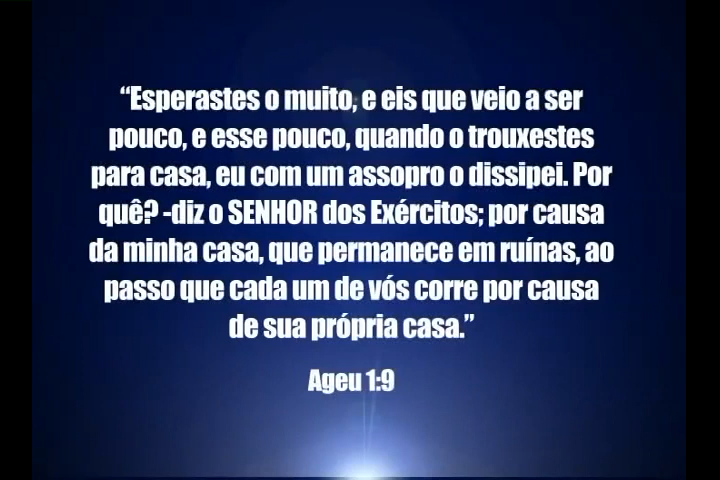 “Esperastes o muito, e eis que veio a ser
pouco, e esse pouco, quando o trouxestes
para casa, eu com um assopro o dissipei. Por
quê? -diz o SENHOR dos Exércitos; por causa
da minha casa, que permanece em ruínas, ao
passo que cada um de vós corre por causa
de sua própria casa.”
Ageu 1:9